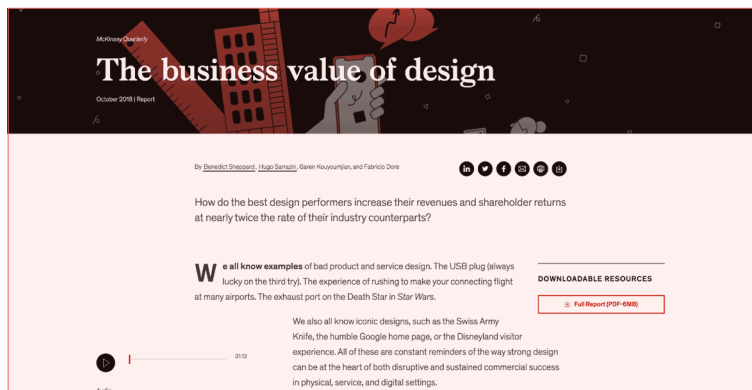 McKinsey Quarterly
The business value of design
October 2018 | Report
By Benedict Sheppard, Hugo Sarrazin, Garen Kouyoumjian, and Fabricio Dore
How do the best design performers increase their revenues and shareholder returns
at nearly twice the rate of their industry counterparts?
We all know examples of bad product and service design. The USB plug (always
lucky on the third try). The experience of rushing to make your connecting flight
at many airports. The exhaust port on the Death Star in Star Wars.
DOWNLOADABLE RESOURCES
Full Report (PDF-6MB)
We also all know iconic designs, such as the Swiss Army
Knife, the humble Google home page, or the Disneyland visitor
experience. All of these are constant reminders of the way strong design
can be at the heart of both disruptive and sustained commercial success
in physical, service, and digital settings.
31:13